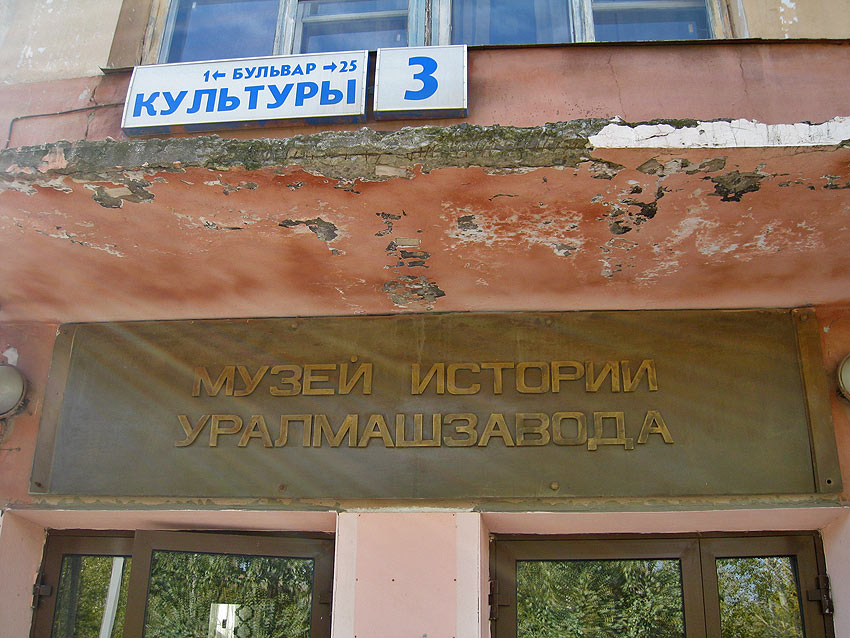 1← БУЛЬВАР →25
КУЛЬТУРЫ
3
МУЗЕЙ ИСТОРИИ
УРАЛМАШЗАВОДА